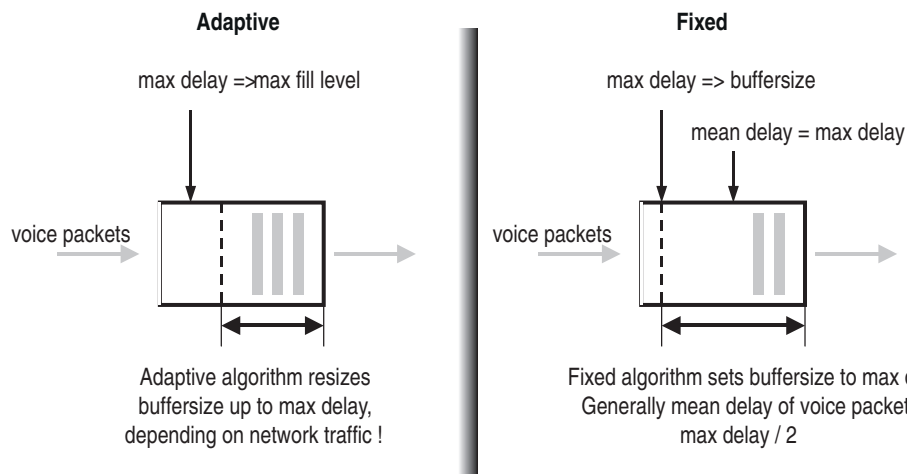 Adaptive
max delay =>max fill level
voice packets
Adaptive algorithm resizes
buffersize up to max delay,
depending on network traffic !
Fixed
max delay => buffersize
mean delay = max delay
voice packets
Fixed algorithm sets buffersize to max
Generally mean delay of voice packet
max delay / 2